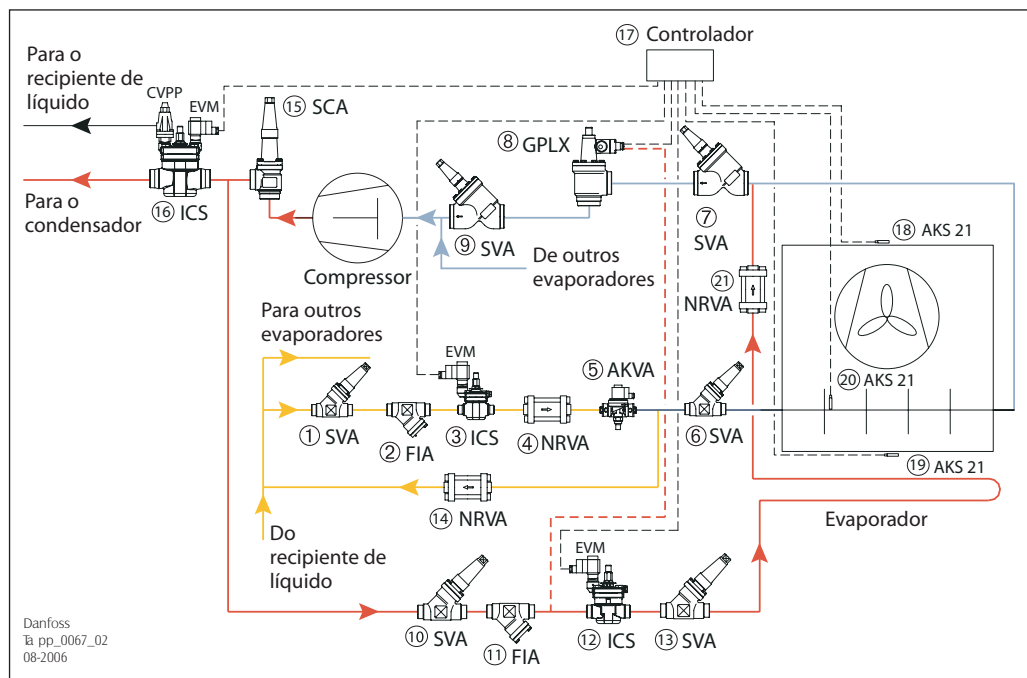 ⑰ Controlador
Para o
recipiente de
líquido
CVPP
EVM
⑮ SCA
⑧ GPLX
Para o
condensador
⑯ ICS
⑨ SVA
⑦
SVA
⑱ AKS 21
Compressor
De outros
evaporadores
㉑
NRVA
Para outros
evaporadores
EVM
⑤ AKVA
⑳ AKS 21
① SVA
② FIA
③ ICS
④ NRVA
⑥ SVA
⑲ AKS 21
⑭ NRVA
Evaporador
Do
recipiente de
líquido
EVM
⑩ SVA
⑪ FIA
⑫ ICS
⑬ SVA
Danfoss
Ta pp_0067_02
08-2006